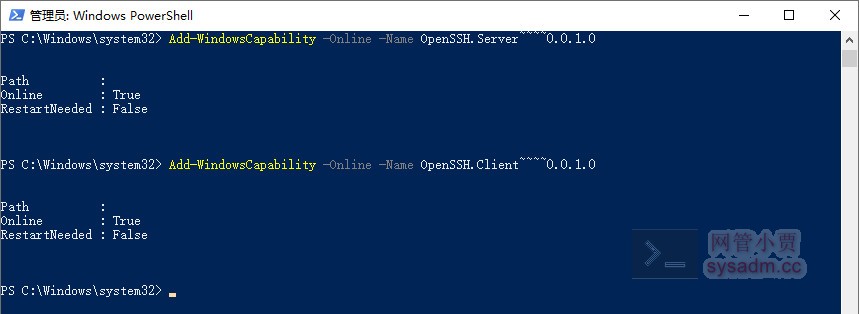 管理员: Windows PowerShell
PS C:\Windows\system32> Add-WindowsCapability -Online -Name OpenSSH.Server~~~~0.0.1.0
Path          :
Online        : True
RestartNeeded : False
PS C:\Windows\system32> Add-WindowsCapability -Online -Name OpenSSH.Client~~~~0.0.1.0
Path          :
Online        : True
RestartNeeded : False
网管小贾
sysadm.cc
PS C:\Windows\system32>